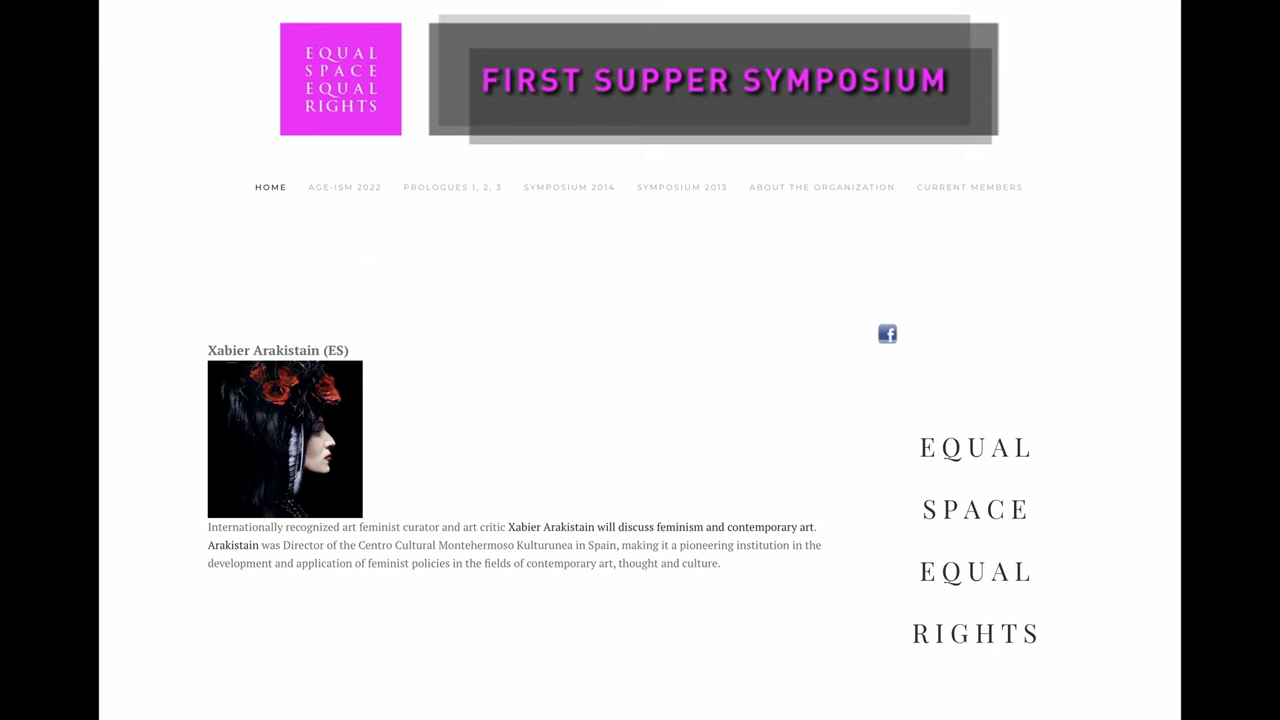 EQUAL
SPACE
EQUAL
RIGHTS
FIRST SUPPER SYMPOSIUM
HOME AGE-ISM 2022 PROLOGUES 1, 2, 3 SYMPOSIUM 2014 SYMPOSIUM 2013 ABOUT THE ORGANIZATION CURRENT MEMBERS
f
Xabier Arakistain (ES)
Internationally recognized art feminist curator and art critic Xabier Arakistain will discuss feminism and contemporary art.
Arakistain was Director of the Centro Cultural Montehermoso Kulturunea in Spain, making it a pioneering institution in the
development and application of feminist policies in the fields of contemporary art, thought and culture.
EQUAL
SPACE
EQUAL
RIGHTS